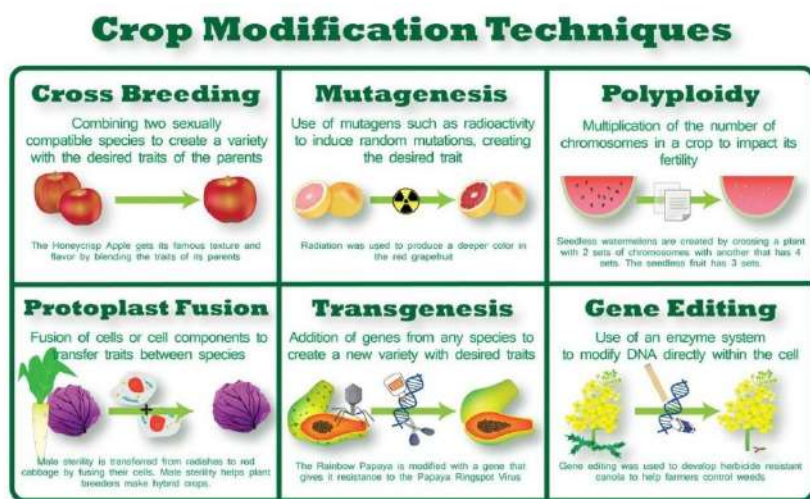 Crop Modification Techniques
Cross Breeding
Combining two sexually
compatible species to create a variety
with the desired traits of the parents
The Honeycrisp Apple gets its famous texture and
flavor by blending the traits of its parents
Mutagenesis
Use of mutagens such as radioactivity
to induce random mutations, creating
the desired trait
Radiation was used to produce a deeper color in
the red grapefruit
Polyploidy
Multiplication of the number of
chromosomes in a crop to impact its
fertility
Seedless watermelons are created by crossing a plant
with 2 sets of chromosomes with another that has 4
sets. The seedless fruit has 3 sets.
Protoplast Fusion
Fusion of cells or cell components to
transfer traits between species
+
Male sterility is transferred from radishes to red
cabbage by fusing their cells. Male sterility helps plant
breeders make hybrid crops.
Transgenesis
Addition of genes from any species to
create a new variety with desired traits
The Rainbow Papaya is modified with a gene that
gives it resistance to the Papaya Ringspot Virus
Gene Editing
Use of an enzyme system
to modify DNA directly within the cell
Gene editing was used to develop herbicide resistant
canola to help farmers control weeds